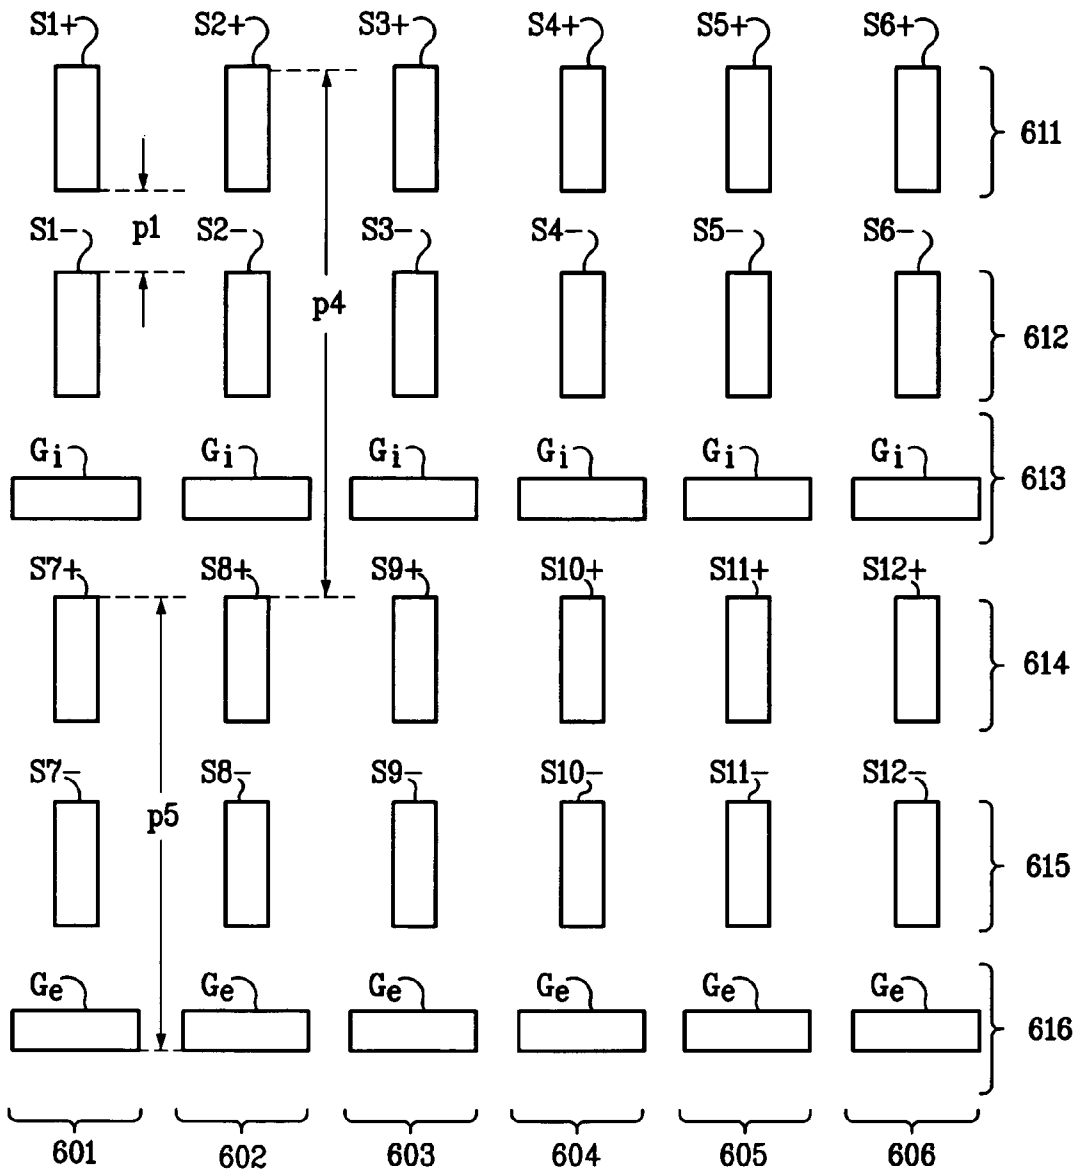 S1+ S2+ S3+ S4+ S5+ S6+
611
p1
S1- S2- S3- S4- S5- S6-
p4
612
Gi Gi Gi Gi Gi Gi
613
S7+ S8+ S9+ S10+ S11+ S12+
614
S7- S8- S9- S10- S11- S12-
p5
615
Ge Ge Ge Ge Ge Ge
616
601 602 603 604 605 606